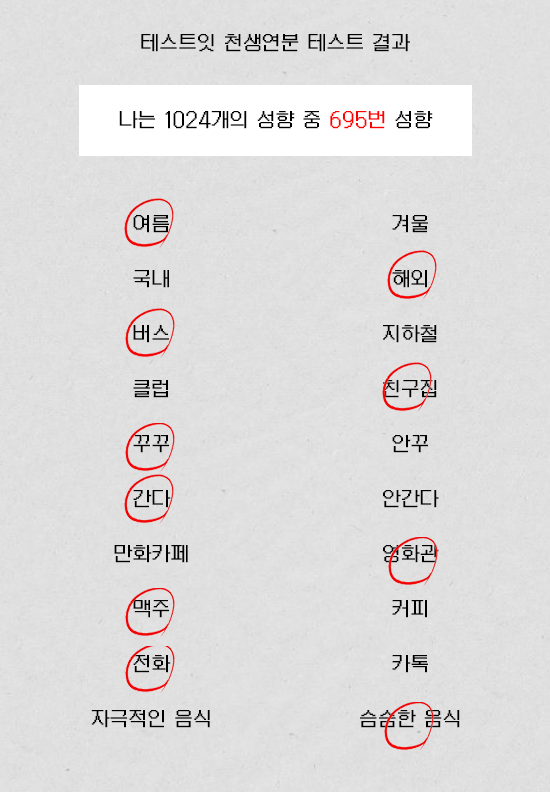 테스트잇 천생연분 테스트 결과
나는 1024개의 성향 중 695번 성향
여름 겨울
국내 해외
버스 지하철
클럽 친구집
꾸꾸 안꾸
간다 안간다
만화카페 영화관
맥주 커피
전화 카톡
자극적인 음식 슴슴한 음식